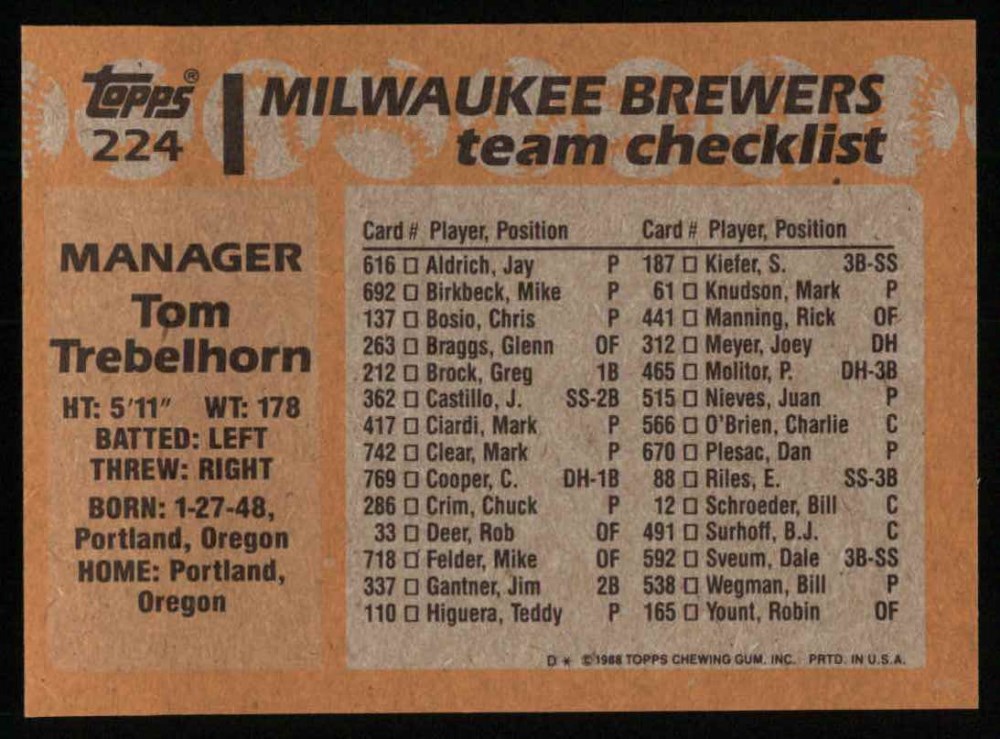 Topps®
224
MILWAUKEE BREWERS
team checklist
MANAGER
Tom
Trebelhorn
HT: 5'11" WT: 178
BATTED: LEFT
THREW: RIGHT
BORN: 1-27-48,
Portland, Oregon
HOME: Portland,
Oregon
Card # Player, Position
616 □ Aldrich, Jay P
692 □ Birkbeck, Mike P
137 □ Bosio, Chris P
263 □ Braggs, Glenn OF
212 □ Brock, Greg 1B
362 □ Castillo, J. SS-2B
417 □ Ciardi, Mark P
742 □ Clear, Mark P
769 □ Cooper, C. DH-1B
286 □ Crim, Chuck P
33 □ Deer, Rob OF
718 □ Felder, Mike OF
337 □ Gantner, Jim 2B
110 □ Higuera, Teddy P
Card # Player, Position
187 □ Kiefer, S. 3B-SS
61 □ Knudson, Mark P
441 □ Manning, Rick OF
312 □ Meyer, Joey DH
465 □ Molitor, P. DH-3B
515 □ Nieves, Juan P
566 □ O'Brien, Charlie C
670 □ Plesac, Dan P
88 □ Riles, E. SS-3B
12 □ Schroeder, Bill C
491 □ Surhoff, B.J. C
592 □ Sveum, Dale 3B-SS
538 □ Wegman, Bill P
165 □ Yount, Robin OF
D * © 1988 TOPPS CHEWING GUM, INC. PRTD. IN U.S.A.